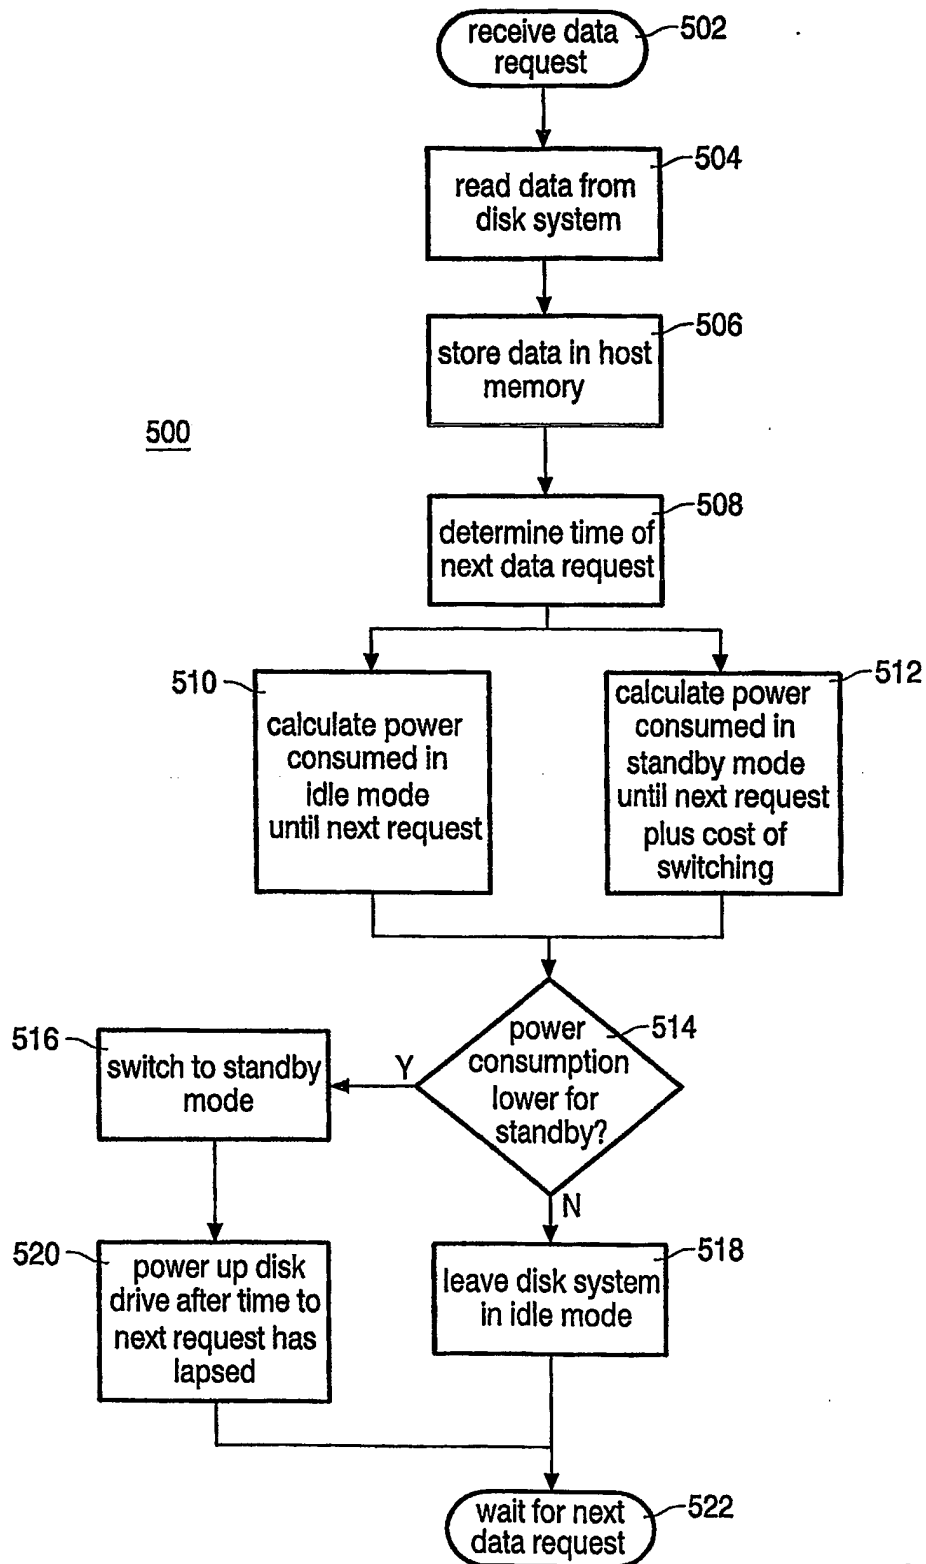 receive data
request
502
read data from
disk system
504
store data in host
memory
506
500
determine time of
next data request
508
510
calculate power
consumed in
idle mode
until next request
512
calculate power
consumed in
standby mode
until next request
plus cost of
switching
power
consumption
lower for
standby?
514
Y
N
516
switch to standby
mode
520
power up disk
drive after time to
next request has
lapsed
518
leave disk system
in idle mode
wait for next
data request
522